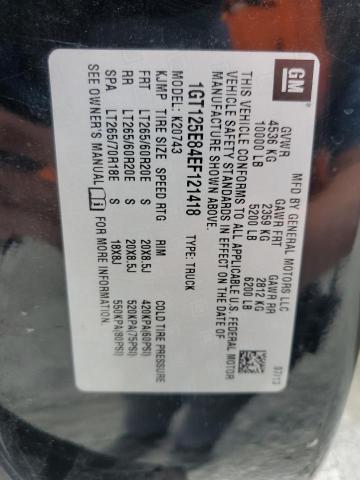 GM
MFD BY GENERAL MOTORS LLC
07/13
GVWR GAWR FRT GAWR RR
4536 KG 2359 KG 2812 KG
10000 LB 5200 LB 6200 LB
THIS VEHICLE CONFORMS TO ALL APPLICABLE U.S. FEDERAL MOTOR
VEHICLE SAFETY STANDARDS IN EFFECT ON THE DATE OF
MANUFACTURE SHOWN ABOVE.
1GT125E84EF121418 TYPE: TRUCK
MODEL: K20743
KJMP TIRE SIZE SPEED RTG RIM COLD TIRE PRESSURE
FRT LT265/60R20E S 20X8.5J 420KPA(60PSI)
RR LT265/60R20E S 20X8.5J 520KPA(75PSI)
SPA LT265/70R18E S 18X8J 550KPA(80PSI)
SEE OWNER'S MANUAL FOR MORE INFORMATION.